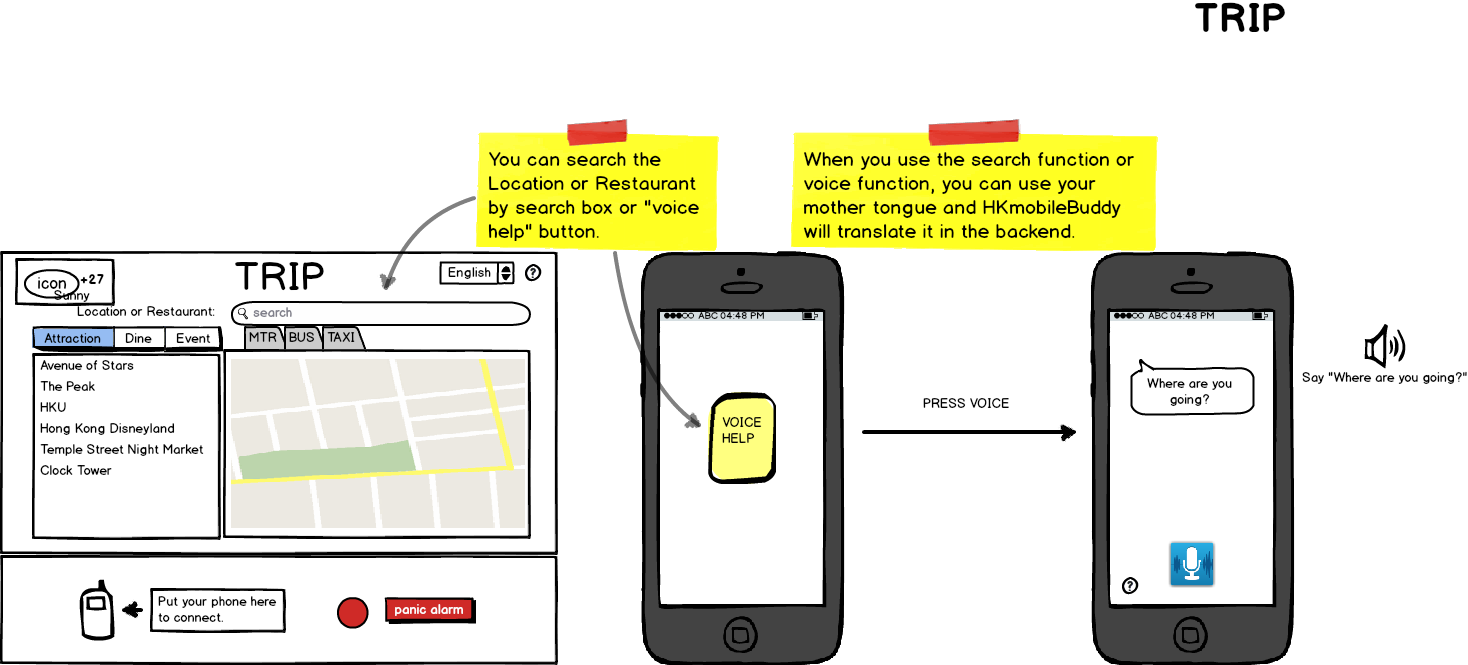 TRIP
You can search the
Location or Restaurant
by search box or "voice
help" button.
When you use the search function or
voice function, you can use your
mother tongue and HKmobileBuddy
will translate it in the backend.
icon
+27
Sunny
TRIP
English
?
Location or Restaurant:
search
Attraction
Dine
Event
MTR
BUS
TAXI
Avenue of Stars
The Peak
HKU
Hong Kong Disneyland
Temple Street Night Market
Clock Tower
Put your phone here
to connect.
panic alarm
ABC 04:48 PM
VOICE
HELP
PRESS VOICE
ABC 04:48 PM
Where are you
going?
?
Say "Where are you going?"